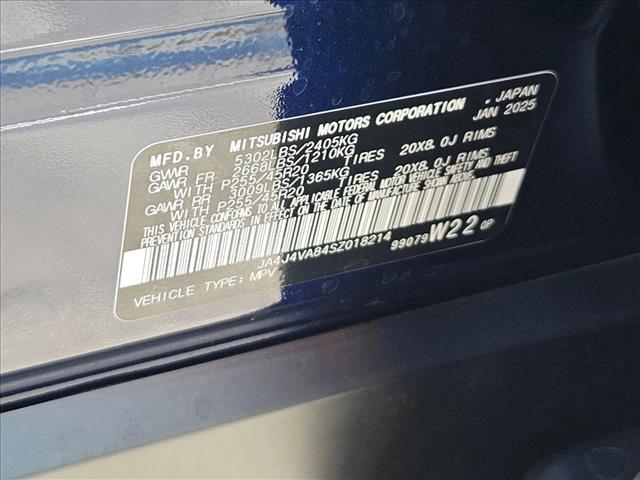 MFD.BY MITSUBISHI MOTORS CORPORATION . JAPAN
JAN 2025
GVWR 5302LBS/2405KG
GAWR FR 2668LBS/1210KG
WITH P255/45R20 TIRES 20X8.0J RIMS
GAWR RR 3009LBS/1365KG
WITH P255/45R20 TIRES 20X8.0J RIMS
THIS VEHICLE CONFORMS TO ALL APPLICABLE FEDERAL MOTOR VEHICLE SAFETY AND THEFT
PREVENTION STANDARDS IN EFFECT ON THE DATE OF MANUFACTURE SHOWN ABOVE.
JA4J4VA84SZ018214
99079 W22 0P
VEHICLE TYPE: MPV